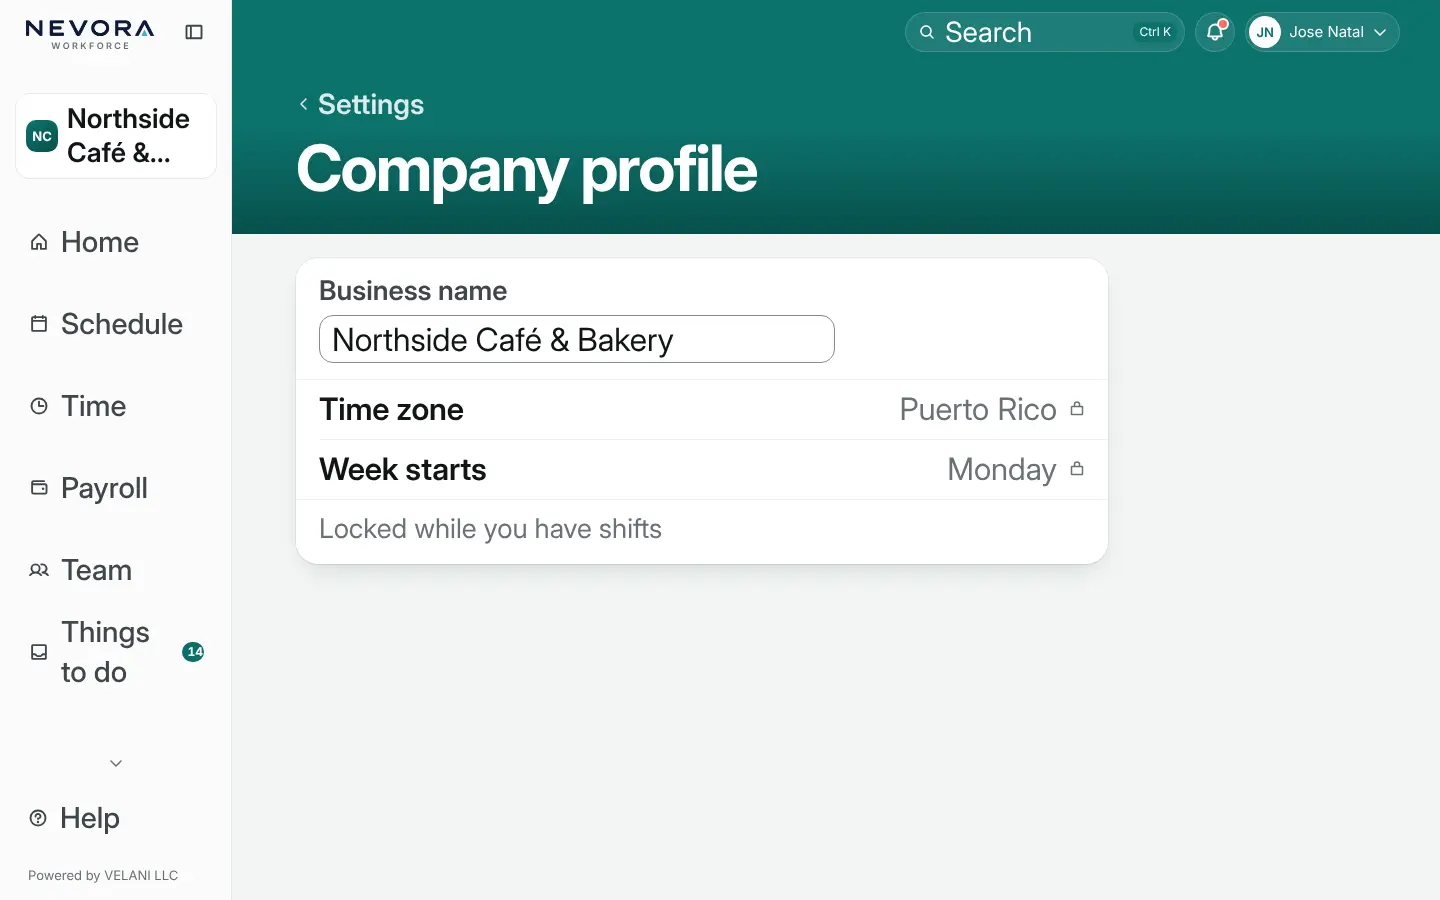 NEVORA
WORKFORCE
Search
Ctrl K
JN
Jose Natal
NC
Northside
Café &...
Settings
Company profile
Home
Schedule
Time
Payroll
Team
Things
to do
14
Help
Powered by VELANI LLC
Business name
Northside Café & Bakery
Time zone
Puerto Rico
Week starts
Monday
Locked while you have shifts